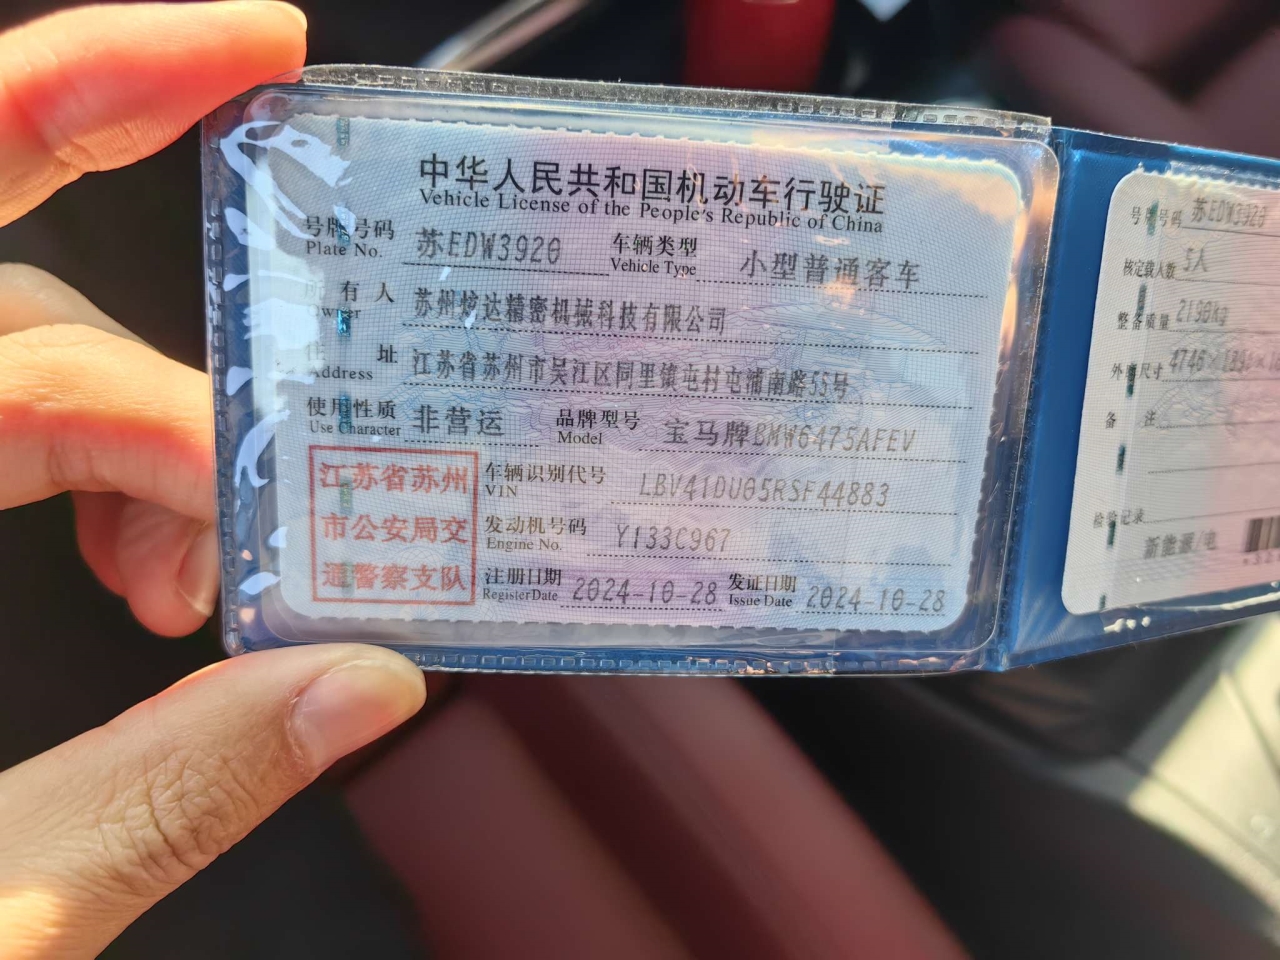 中华人民共和国机动车行驶证
Vehicle License of the People's Republic of China
号牌号码 苏EDW3920 车辆类型 小型普通客车
Plate No. Vehicle Type
有人 苏州炫达精密机械科技有限公司
Owner
址 江苏省苏州市吴江区同里镇屯村屯浦南路55号
Address
使用性质 非营运 品牌型号 宝马牌BMW6475AFEV
Use Character Model
江苏省苏州
市公安局交
通警察支队
车辆识别代号 LBV41DU05RSF44883
VIN
发动机号码 Y133C967
Engine No.
注册日期 2024-10-28 发证日期 2024-10-28
Register Date Issue Date
号牌号码 苏EDW3920
核定载人数 5人
整备质量 2190kg
外廓尺寸
备注
检验记录
新能源/电